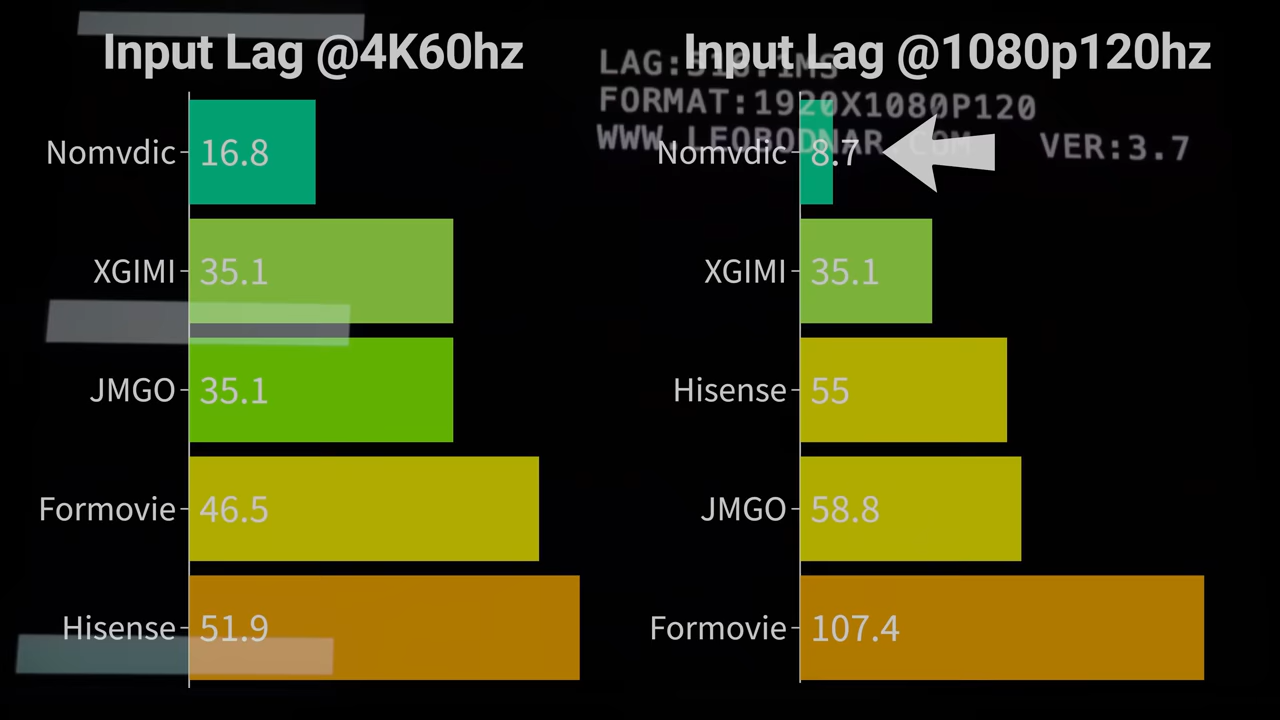 Input Lag @4K60hz
Nomvdic
16.8
XGIMI
35.1
JMGO
35.1
Formovie
46.5
Hisense
51.9
Input Lag @1080p120hz
Nomvdic
8.7
XGIMI
35.1
Hisense
55
JMGO
58.8
Formovie
107.4
LAG:
FORMAT:1920X1080P120
WWW.LEOBODNAR.COM VER:3.7